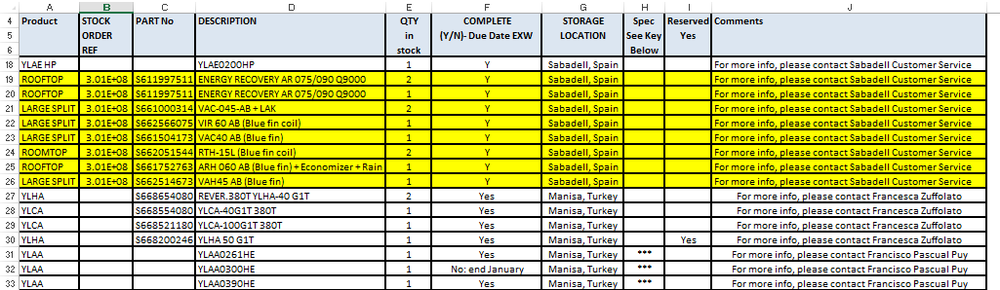 A B C D E F G H I J
4 Product STOCK PART No DESCRIPTION QTY COMPLETE STORAGE Spec Reserved Comments
5 ORDER in (Y/N)- Due Date EXW LOCATION See Key Yes
6 REF stock Below
18 YLAE HP YLAE0200HP 1 Y Sabadell, Spain For more info, please contact Sabadell Customer Service
19 ROOFTOP 3.01E+08 S611997511 ENERGY RECOVERY AR 075/090 Q9000 2 Y Sabadell, Spain For more info, please contact Sabadell Customer Service
20 ROOFTOP 3.01E+08 S611997511 ENERGY RECOVERY AR 075/090 Q9000 1 Y Sabadell, Spain For more info, please contact Sabadell Customer Service
21 LARGE SPLIT 3.01E+08 S661000314 VAC-045-AB + LAK 2 Y Sabadell, Spain For more info, please contact Sabadell Customer Service
22 LARGE SPLIT 3.01E+08 S662566075 VIR 60 AB (Blue fin coil) 1 Y Sabadell, Spain For more info, please contact Sabadell Customer Service
23 LARGE SPLIT 3.01E+08 S661504173 VAC40 AB (Blue fin) 1 Y Sabadell, Spain For more info, please contact Sabadell Customer Service
24 ROOMTOP 3.01E+08 S662051544 RTH-15L (Blue fin coil) 2 Y Sabadell, Spain For more info, please contact Sabadell Customer Service
25 ROOFTOP 3.01E+08 S661752763 ARH 060 AB (Blue fin) + Economizer + Rain 1 Y Sabadell, Spain For more info, please contact Sabadell Customer Service
26 LARGE SPLIT 3.01E+08 S662514673 VAH45 AB (Blue fin) 1 Y Sabadell, Spain For more info, please contact Sabadell Customer Service
27 YLHA S668654080 REVER.380T YLHA-40 G1T 2 Yes Manisa, Turkey For more info, please contact Francesca Zuffolato
28 YLCA S668654080 YLCA-40G1T 380T 1 Yes Manisa, Turkey For more info, please contact Francesca Zuffolato
29 YLCA S668521180 YLCA-100G1T 380T 1 Yes Manisa, Turkey For more info, please contact Francesca Zuffolato
30 YLHA S668200246 YLHA 50 G1T 1 Yes Manisa, Turkey Yes For more info, please contact Francesca Zuffolato
31 YLAA YLAA0261HE 1 Yes Manisa, Turkey *** For more info, please contact Francisco Pascual Puy
32 YLAA YLAA0300HE 1 No: end January Manisa, Turkey *** For more info, please contact Francisco Pascual Puy
33 YLAA YLAA0390HE 1 Yes Manisa, Turkey *** For more info, please contact Francisco Pascual Puy